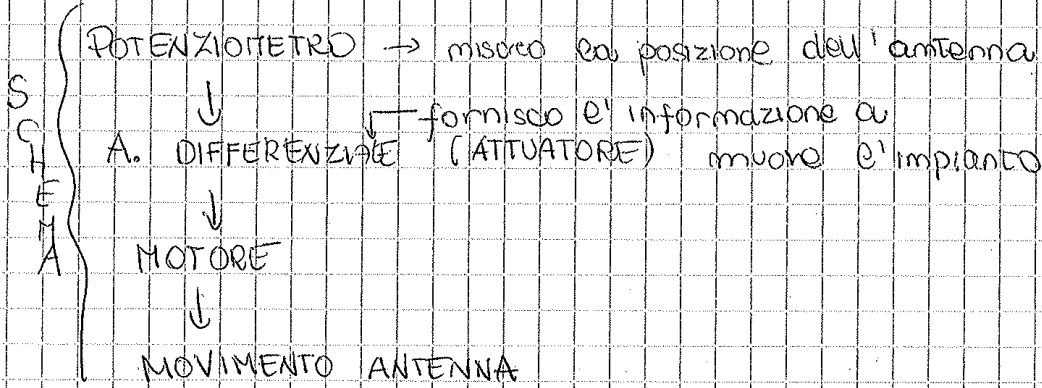 SCHEMA
POTENZIOMETRO → misuro la posizione dell'antenna
↓
fornisco l'informazione a
A. DIFFERENZIALE (ATTUATORE) muove l'impianto
↓
MOTORE
↓
MOVIMENTO ANTENNA